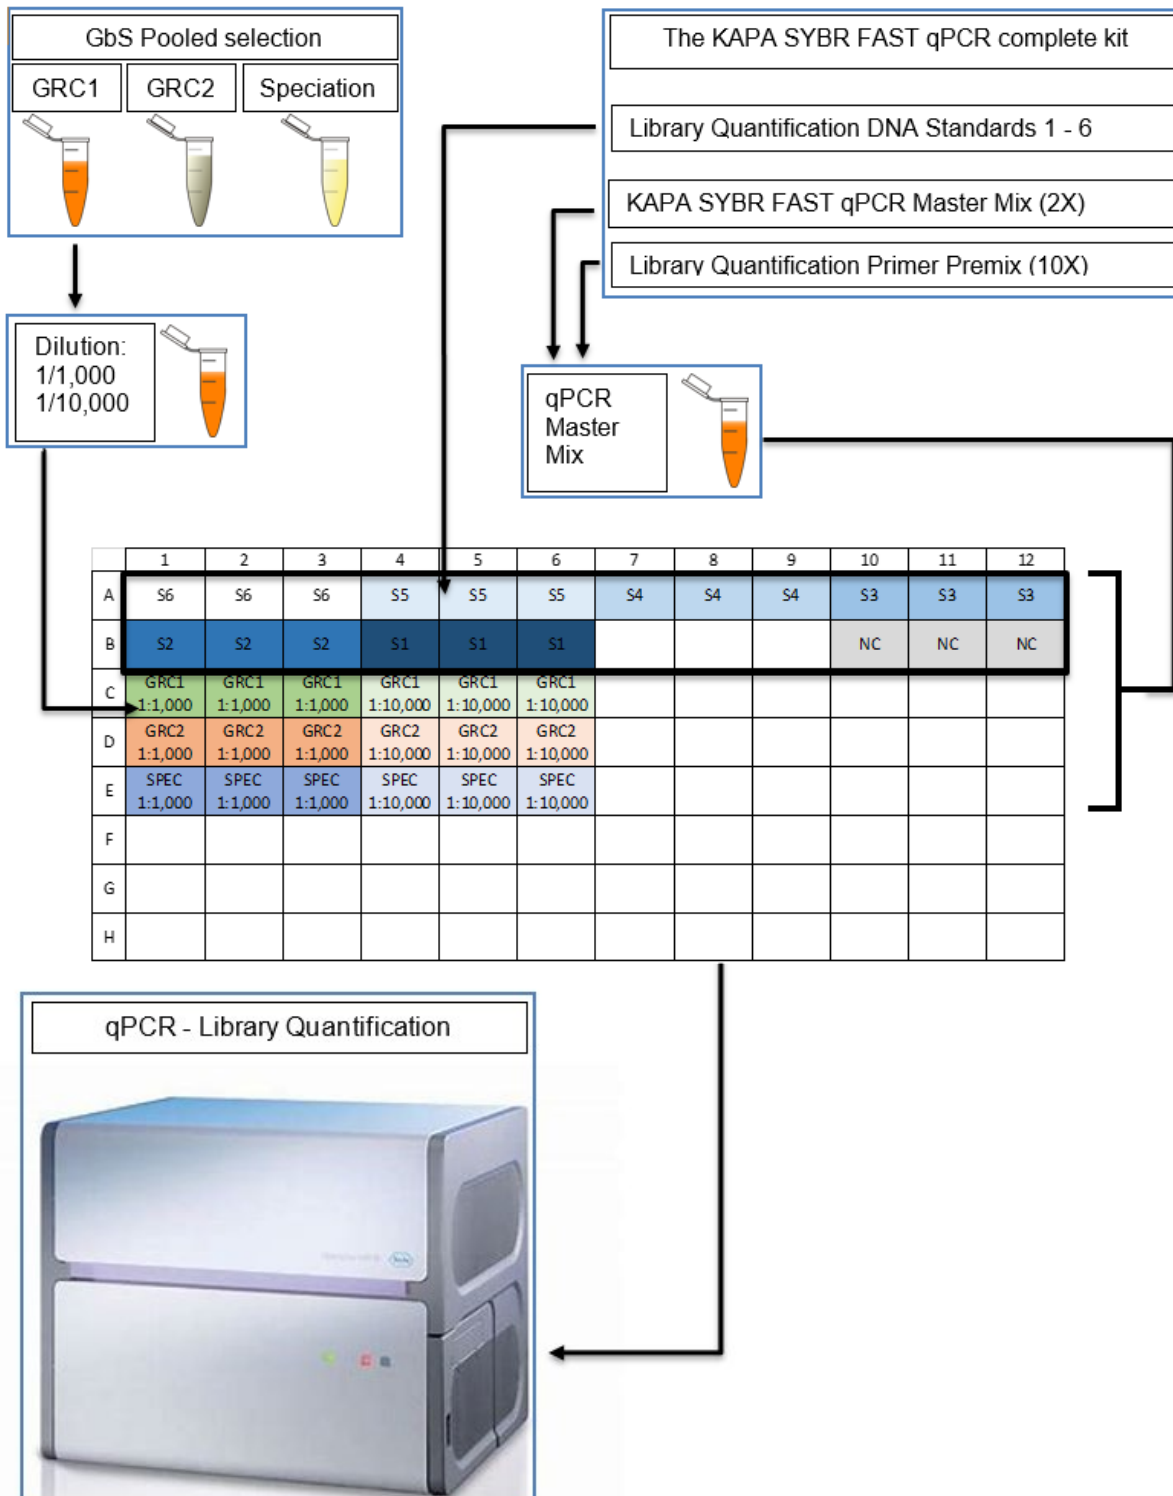 GbS Pooled selection
GRC1 GRC2 Speciation
The KAPA SYBR FAST qPCR complete kit
Library Quantification DNA Standards 1 - 6
KAPA SYBR FAST qPCR Master Mix (2X)
Library Quantification Primer Premix (10X)
Dilution:
1/1,000
1/10,000
qPCR
Master
Mix
1 2 3 4 5 6 7 8 9 10 11 12
A S6 S6 S6 S5 S5 S5 S4 S4 S4 S3 S3 S3
B S2 S2 S2 S1 S1 S1 NC NC NC
C GRC1 GRC1 GRC1 GRC1 GRC1 GRC1
1:1,000 1:1,000 1:1,000 1:10,000 1:10,000 1:10,000
D GRC2 GRC2 GRC2 GRC2 GRC2 GRC2
1:1,000 1:1,000 1:1,000 1:10,000 1:10,000 1:10,000
E SPEC SPEC SPEC SPEC SPEC SPEC
1:1,000 1:1,000 1:1,000 1:10,000 1:10,000 1:10,000
F
G
H
qPCR - Library Quantification